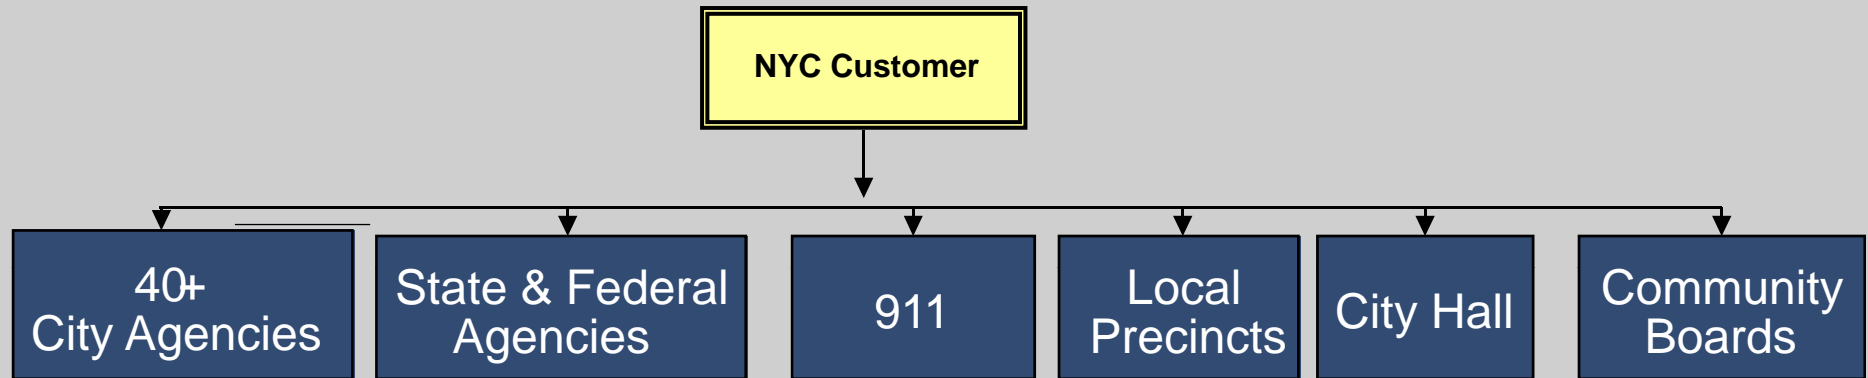 NYC Customer
40+
City Agencies
State & Federal
Agencies
911
Local
Precincts
City Hall
Community
Boards